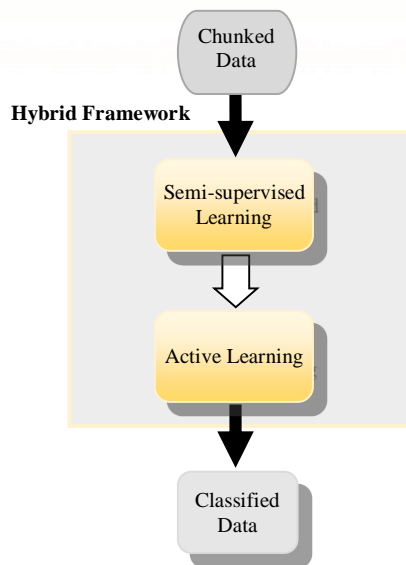 Chunked
Data
Hybrid Framework
Semi-supervised
Learning
Active Learning
Classified
Data